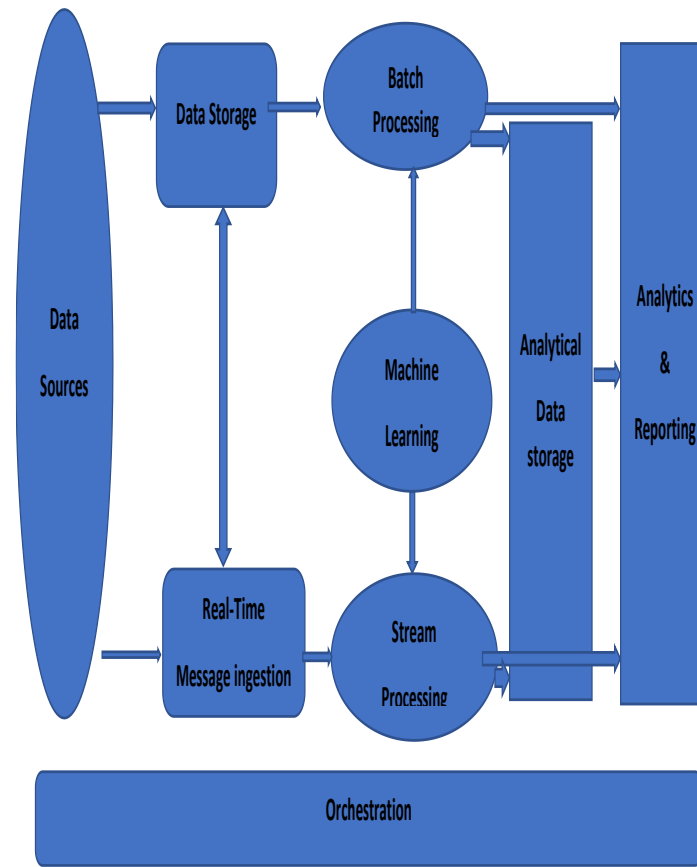 Data
Sources
Data Storage
Batch
Processing
Machine
Learning
Real-Time
Message ingestion
Stream
Processing
Analytical
Data
storage
Analytics
&
Reporting
Orchestration